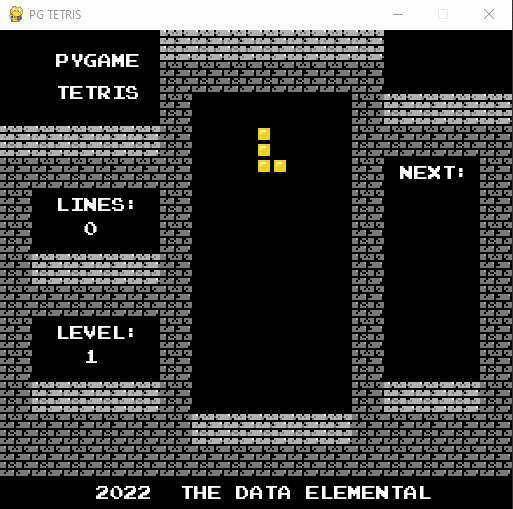 PG TETRIS
PYGAME
TETRIS
NEXT:
LINES:
0
LEVEL:
1
2022 THE DATA ELEMENTAL